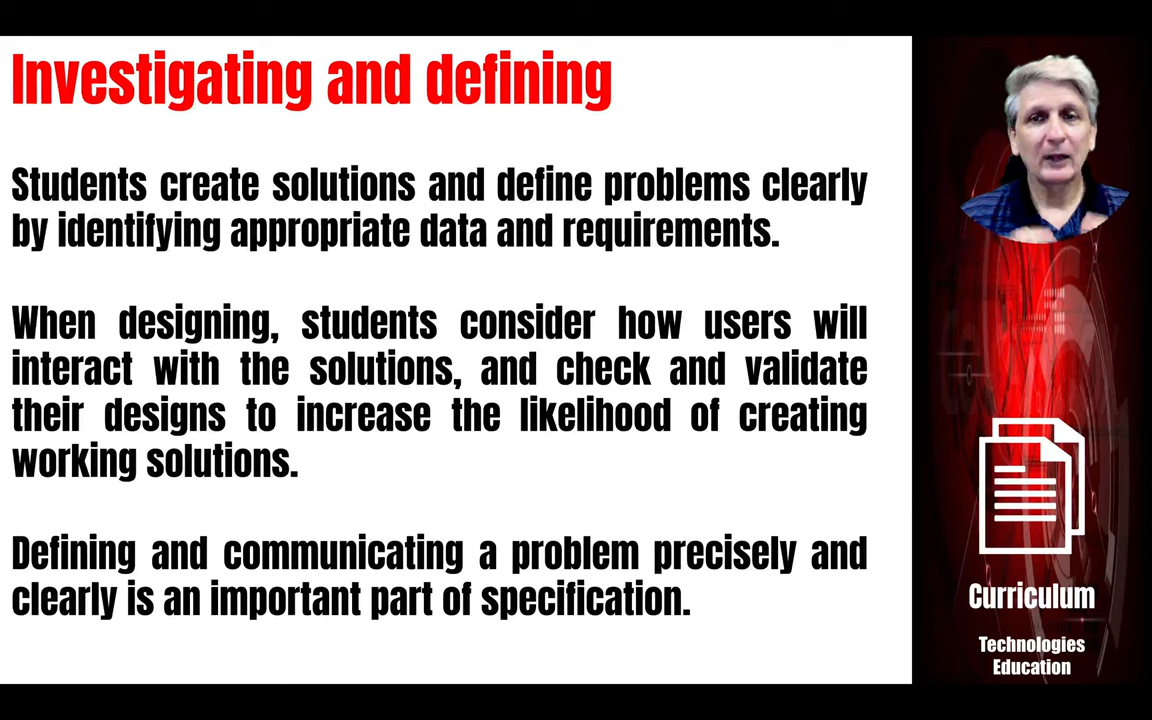 Investigating and defining
Students create solutions and define problems clearly
by identifying appropriate data and requirements.
When designing, students consider how users will
interact with the solutions, and check and validate
their designs to increase the likelihood of creating
working solutions.
Defining and communicating a problem precisely and
clearly is an important part of specification.
Curriculum
Technologies
Education